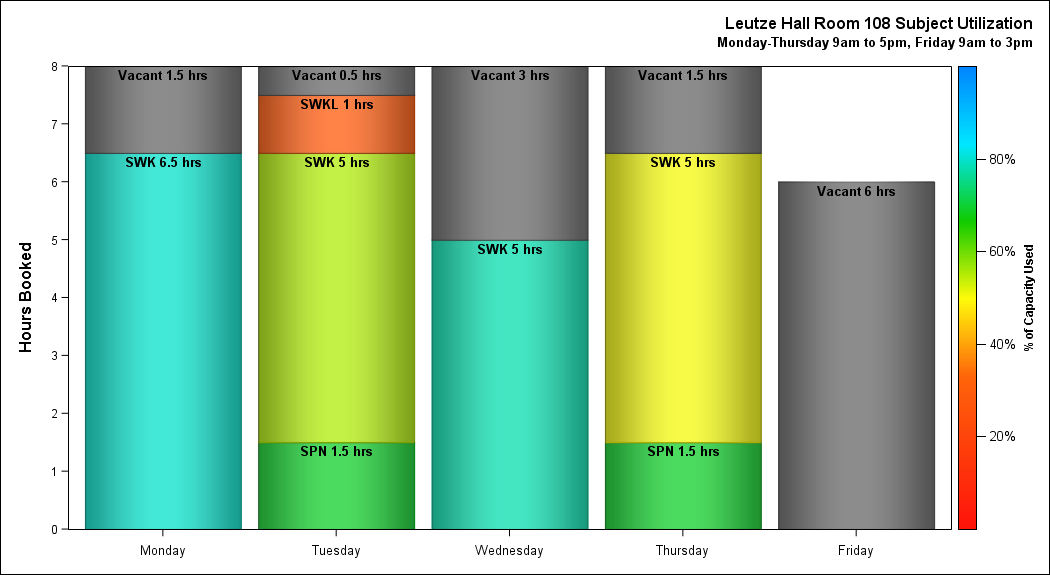 Leutze Hall Room 108 Subject Utilization
Monday-Thursday 9am to 5pm, Friday 9am to 3pm
Hours Booked
8
7
6
5
4
3
2
1
0
Vacant 1.5 hrs
SWK 6.5 hrs
Vacant 0.5 hrs
SWKL 1 hrs
SWK 5 hrs
SPN 1.5 hrs
Vacant 3 hrs
SWK 5 hrs
Vacant 1.5 hrs
SWK 5 hrs
SPN 1.5 hrs
Vacant 6 hrs
Monday
Tuesday
Wednesday
Thursday
Friday
80%
60%
40%
20%
% of Capacity Used